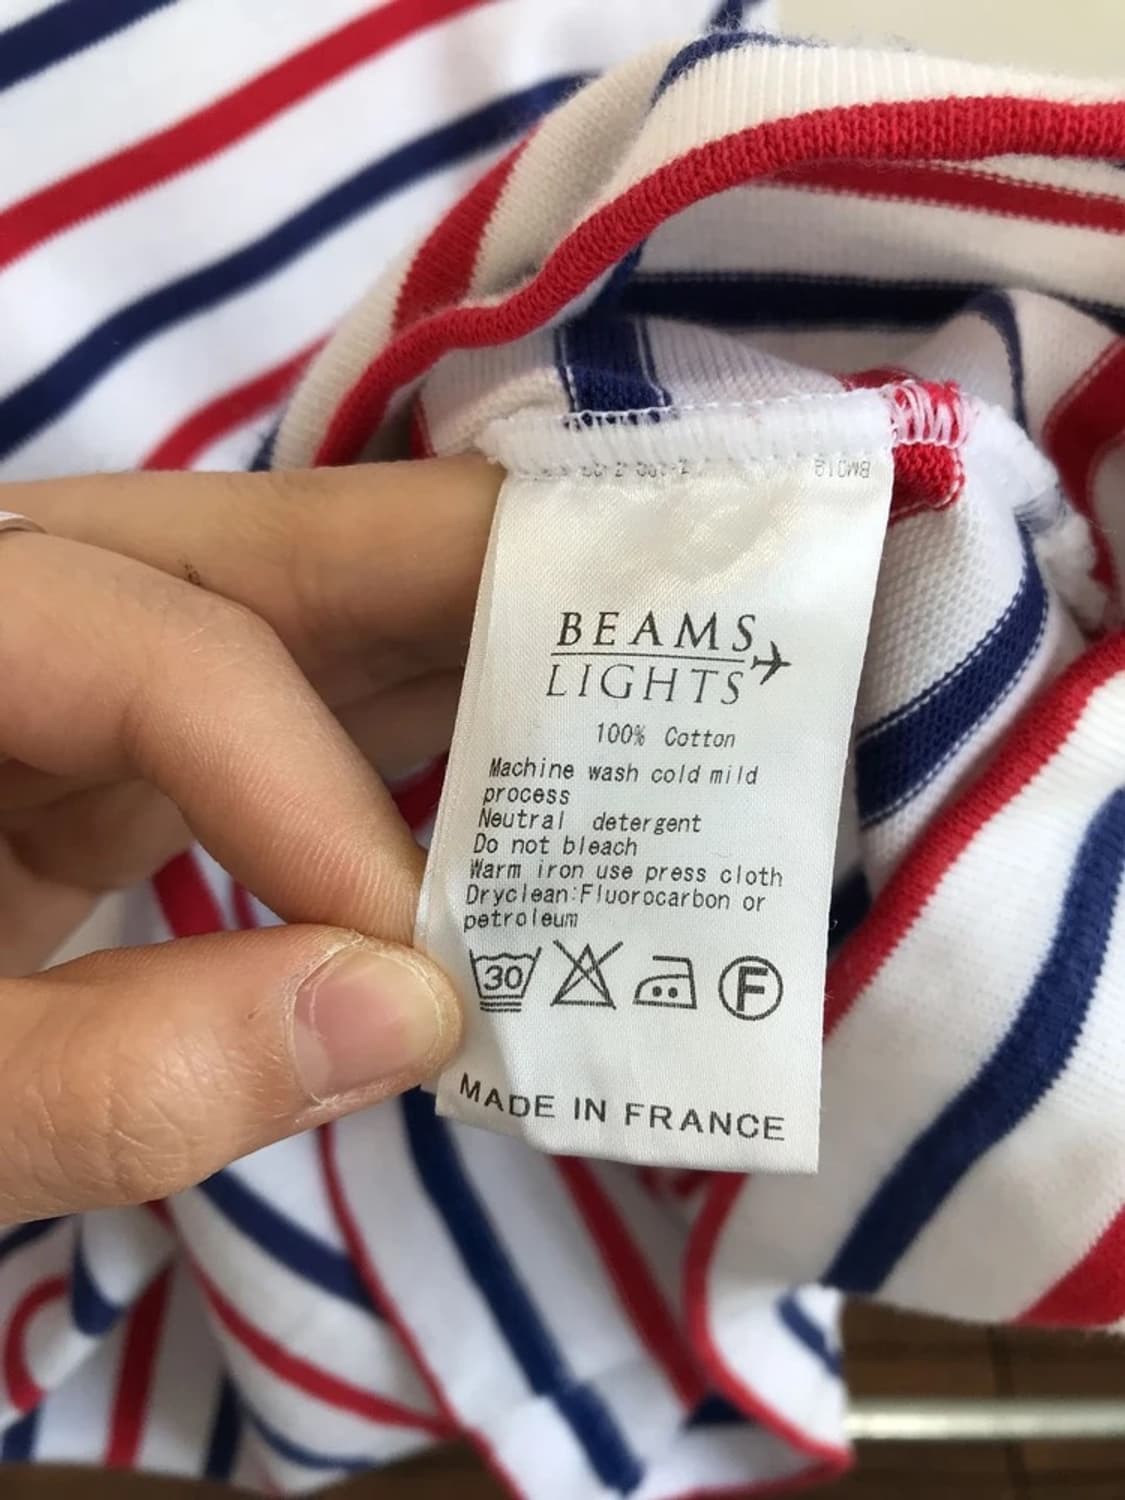 BEAMS
LIGHTS
100% Cotton
Machine wash cold mild
process
Neutral detergent
Do not bleach
Warm iron use press cloth
Dryclean:Fluorocarbon or
petroleum
30 F
MADE IN FRANCE